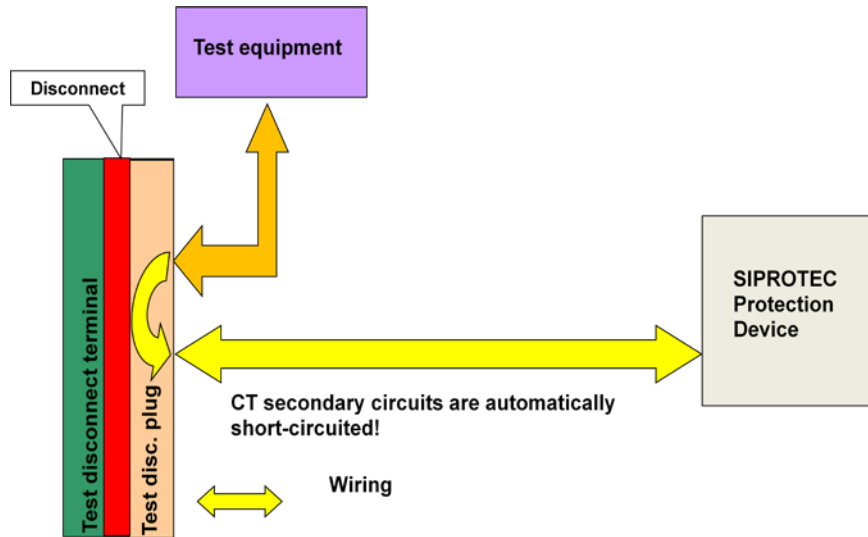 Test equipment
Disconnect
Test disconnect terminal
Test disc. plug
SIPROTEC
Protection
Device
CT secondary circuits are automatically
short-circuited!
Wiring